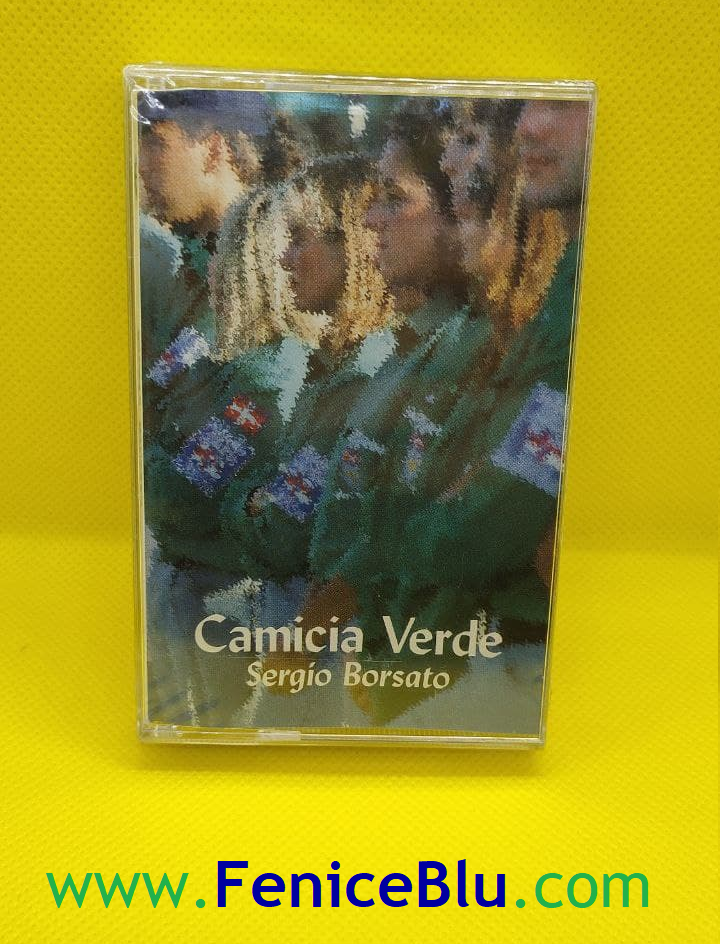 Camicia Verde
Sergio Borsato
www.FeniceBlu.com